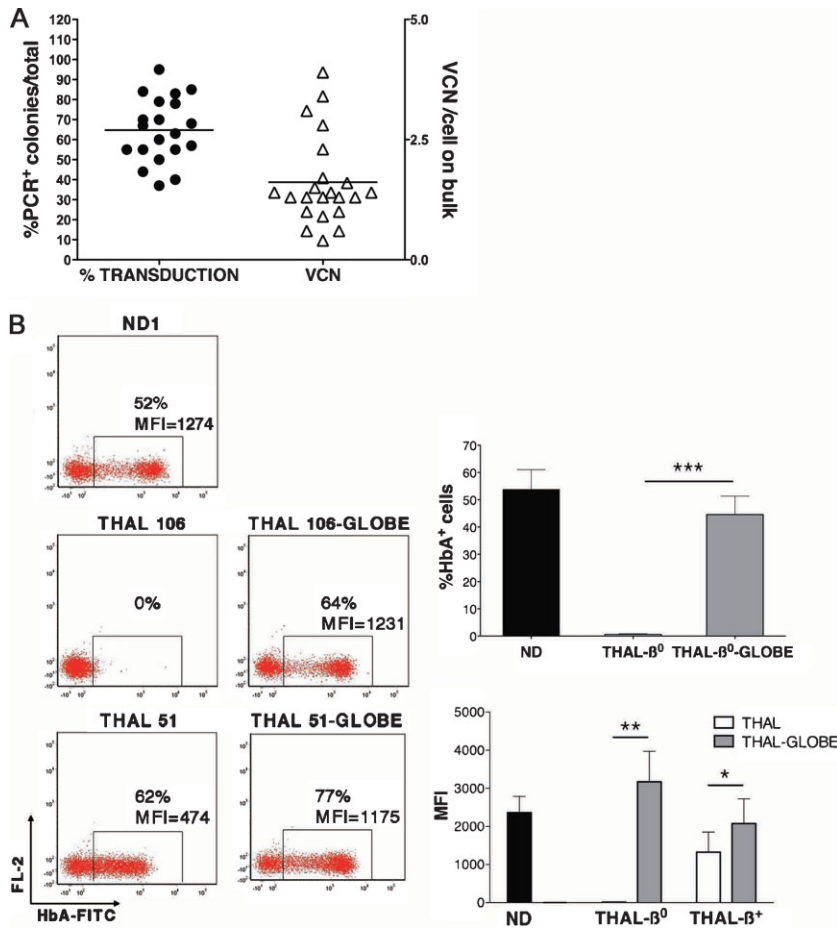 A
%PCR+ colonies/total
120
110
100
90
80
70
60
50
40
30
20
10
0
5.0
2.5
0.0
VCN /cell on bulk
% TRANSDUCTION
VCN
B
ND1
52%
MFI=1274
THAL 106
0%
THAL 106-GLOBE
64%
MFI=1231
THAL 51
62%
MFI=474
THAL 51-GLOBE
77%
MFI=1175
FL-2
HbA-FITC
%HbA+ cells
70
60
50
40
30
20
10
0
***
ND
THAL-ß0
THAL-ß0-GLOBE
MFI
5000
4000
3000
2000
1000
0
THAL
THAL-GLOBE
**
*
ND
THAL-ß0
THAL-ß+